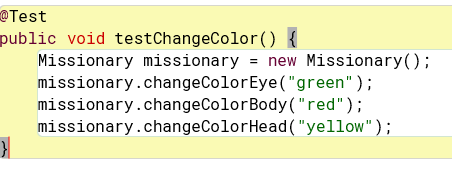 @Test
public void testChangeColor() {
Missionary missionary = new Missionary();
missionary.changeColorEye("green");
missionary.changeColorBody("red");
missionary.changeColorHead("yellow");
}